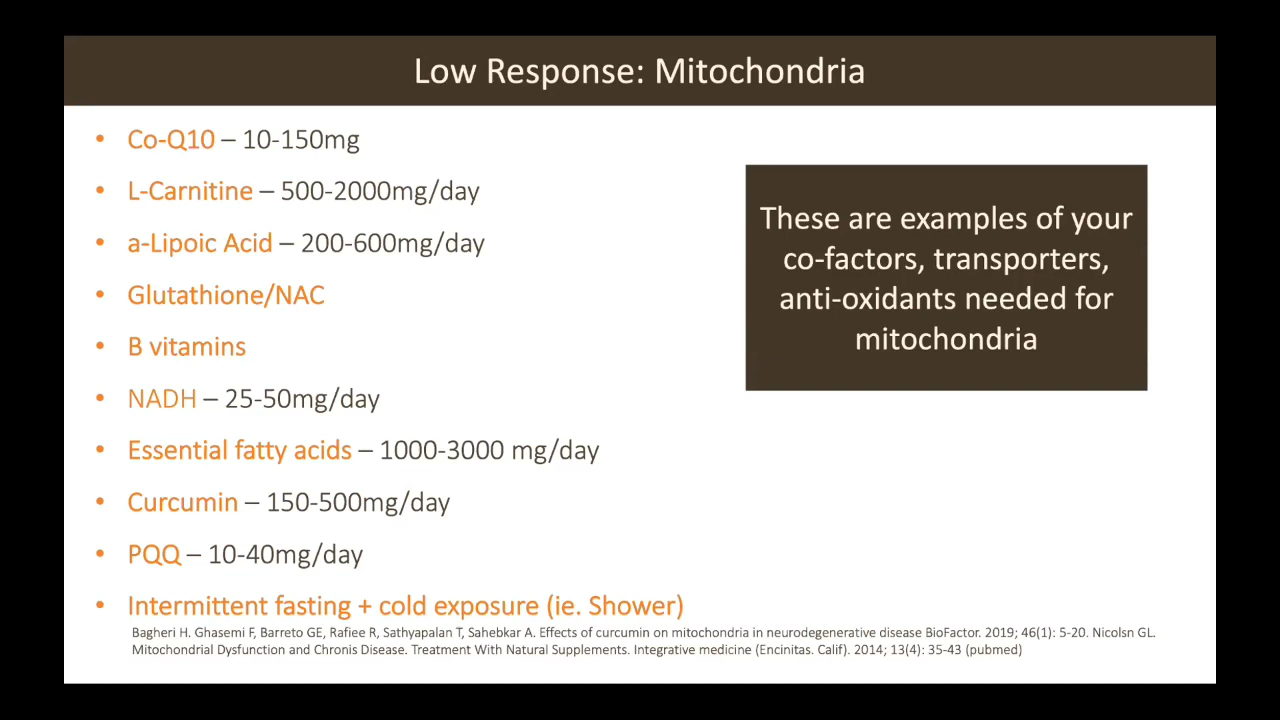 Low Response: Mitochondria
• Co-Q10 – 10-150mg
• L-Carnitine – 500-2000mg/day
• a-Lipoic Acid – 200-600mg/day
• Glutathione/NAC
• B vitamins
• NADH – 25-50mg/day
• Essential fatty acids – 1000-3000 mg/day
• Curcumin – 150-500mg/day
• PQQ – 10-40mg/day
• Intermittent fasting + cold exposure (ie. Shower)
Bagheri H. Ghasemi F, Barreto GE, Rafiee R, Sathyapalan T, Sahebkar A. Effects of curcumin on mitochondria in neurodegenerative disease BioFactor. 2019; 46(1): 5-20. Nicolsn GL.
Mitochondrial Dysfunction and Chronis Disease. Treatment With Natural Supplements. Integrative medicine (Encinitas. Calif). 2014; 13(4): 35-43 (pubmed)
These are examples of your
co-factors, transporters,
anti-oxidants needed for
mitochondria